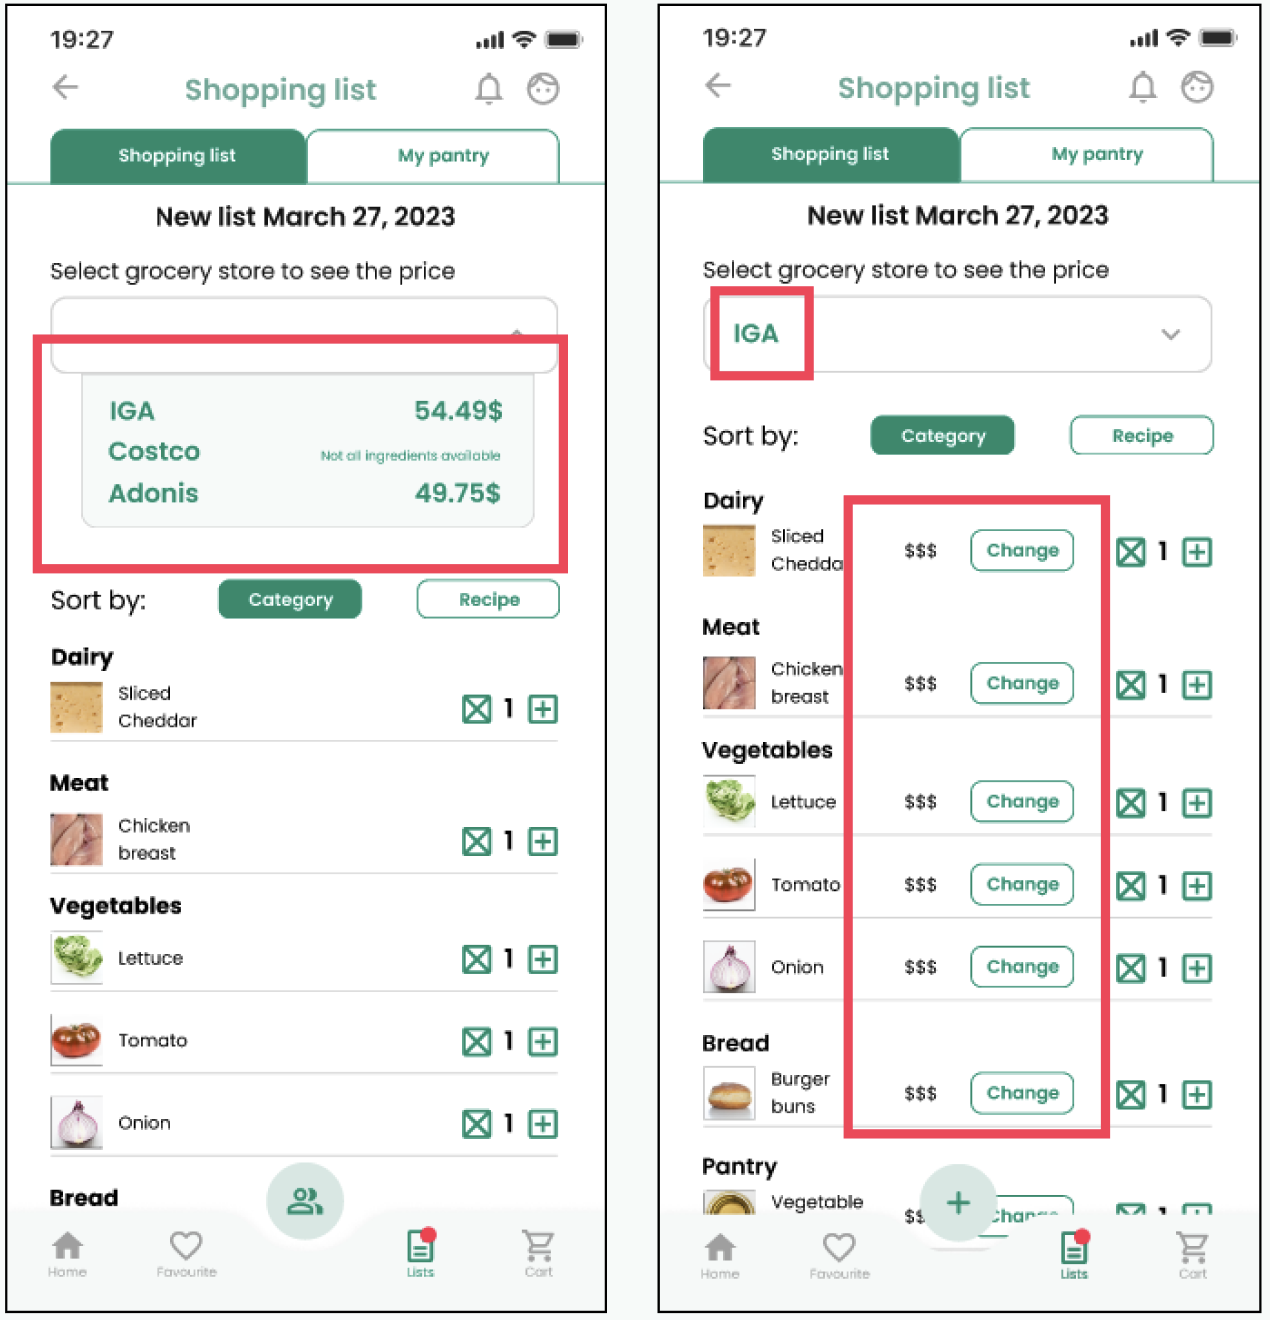 19:27
Shopping list
Shopping list
My pantry
New list March 27, 2023
Select grocery store to see the price
IGA 54.49$
Costco Not all ingredients available
Adonis 49.75$
Sort by:
Category
Recipe
Dairy
Sliced
Cheddar
1
Meat
Chicken
breast
1
Vegetables
Lettuce
1
Tomato
1
Onion
1
Bread
Home
Favourite
Lists
Cart
19:27
Shopping list
Shopping list
My pantry
New list March 27, 2023
Select grocery store to see the price
IGA
Sort by:
Category
Recipe
Dairy
Sliced
Chedda
$$$
Change
1
Meat
Chicken
breast
$$$
Change
1
Vegetables
Lettuce
$$$
Change
1
Tomato
$$$
Change
1
Onion
$$$
Change
1
Bread
Burger
buns
$$$
Change
1
Pantry
Vegetable
Home
Favourite
Lists
Cart